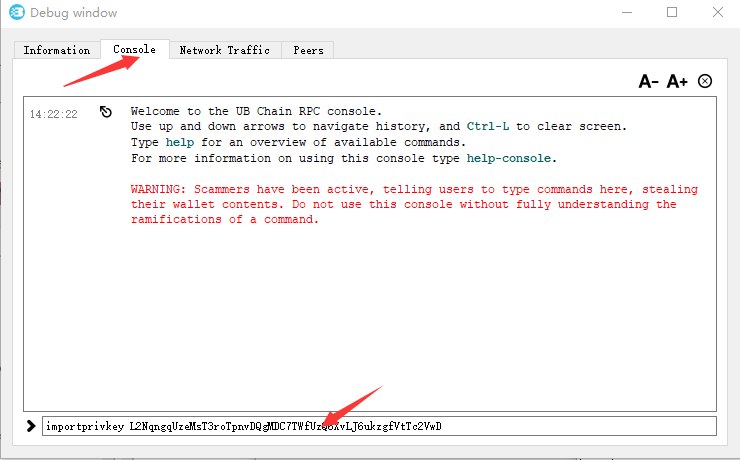 Debug window
Information Console Network Traffic Peers
A- A+
14:22:22 Welcome to the UB Chain RPC console.
Use up and down arrows to navigate history, and Ctrl-L to clear screen.
Type help for an overview of available commands.
For more information on using this console type help-console.
WARNING: Scammers have been active, telling users to type commands here, stealing
their wallet contents. Do not use this console without fully understanding the
ramifications of a command.
importprivkey